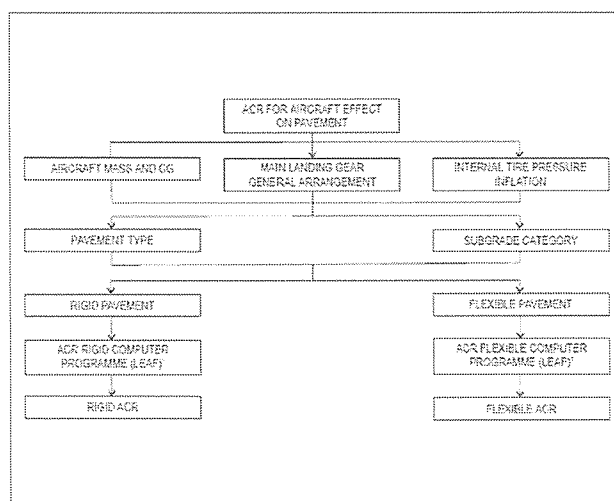 ACR FOR AIRCRAFT EFFECT
ON PAVEMENT
AIRCRAFT MASS AND CG
MAIN LANDING GEAR
GENERAL ARRANGEMENT
INTERNAL TIRE PRESSURE
INFLATION
PAVEMENT TYPE
SUBGRADE CATEGORY
RIGID PAVEMENT
FLEXIBLE PAVEMENT
ACR RIGID COMPUTER
PROGRAMME (LEAF)
ACR FLEXIBLE COMPUTER
PROGRAMME (LEAF)
RIGID ACR
FLEXIBLE ACR